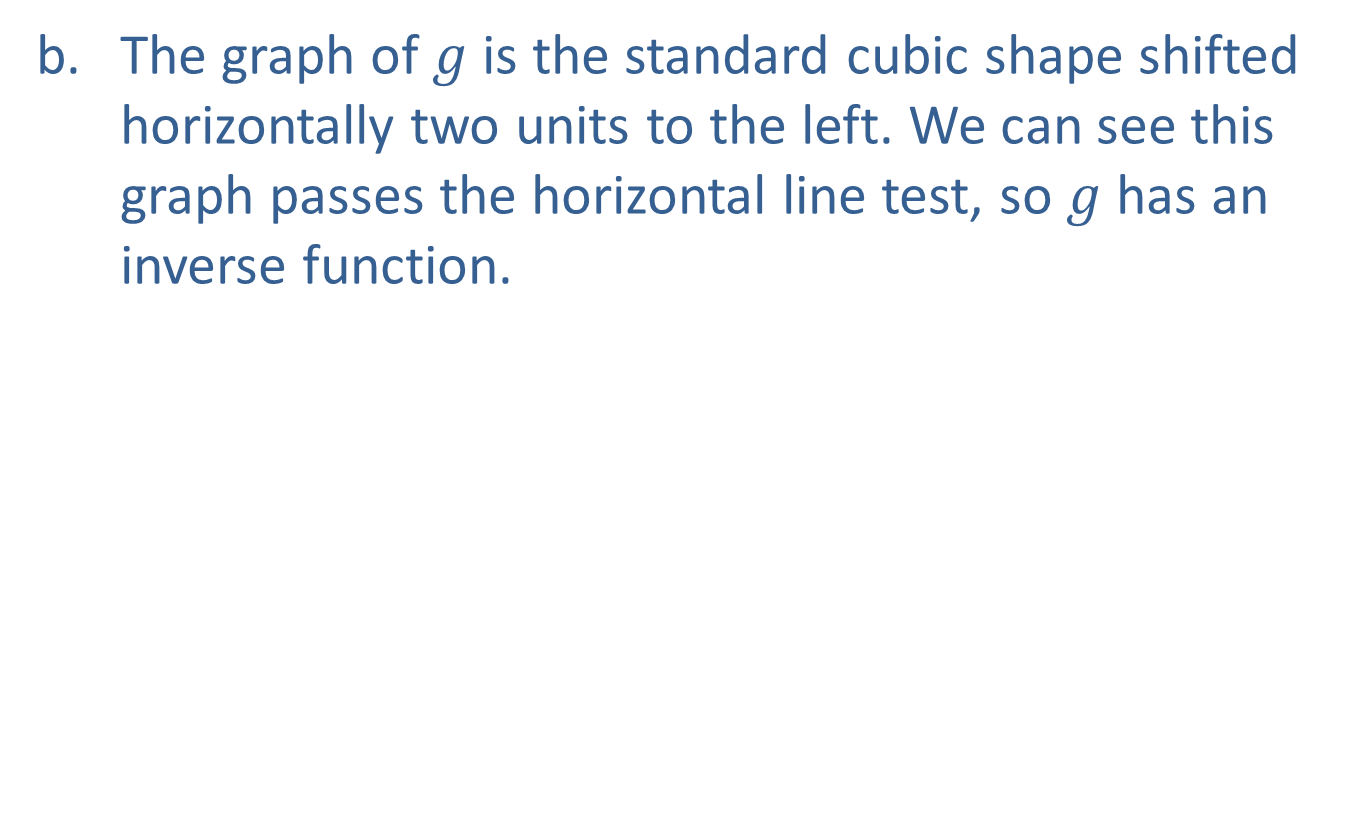 b. The graph of g is the standard cubic shape shifted
horizontally two units to the left. We can see this
graph passes the horizontal line test, so g has an
inverse function.